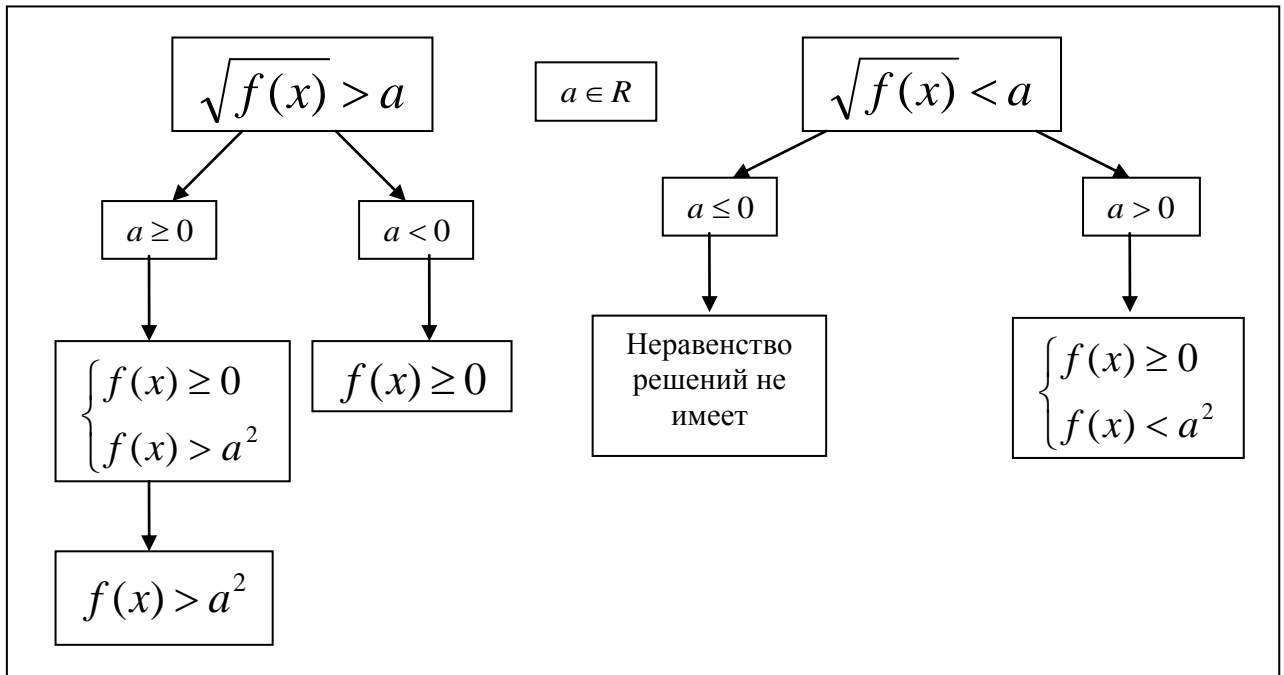 √f(x) > a
a ∈ R
√f(x) < a
a ≥ 0
a < 0
a ≤ 0
a > 0
{ f(x) ≥ 0
f(x) > a²
f(x) ≥ 0
Неравенство
решений не
имеет
{ f(x) ≥ 0
f(x) < a²
f(x) > a²